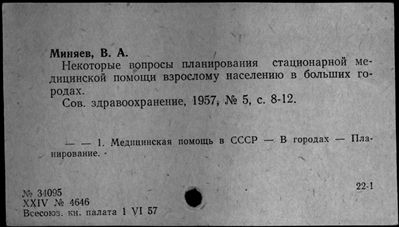 Миняев, В. А.
Некоторые вопросы планирования стационарной ме-
дицинской помощи взрослому населению в больших го-
родах.
Сов. здравоохранение, 1957, № 5, с. 8-12.
— — 1. Медицинская помощь в СССР — В городах — Пла-
нирование. -
№ 34095
XXIV № 4646
Всесоюз. кн. палата 1 VI 57
22-1